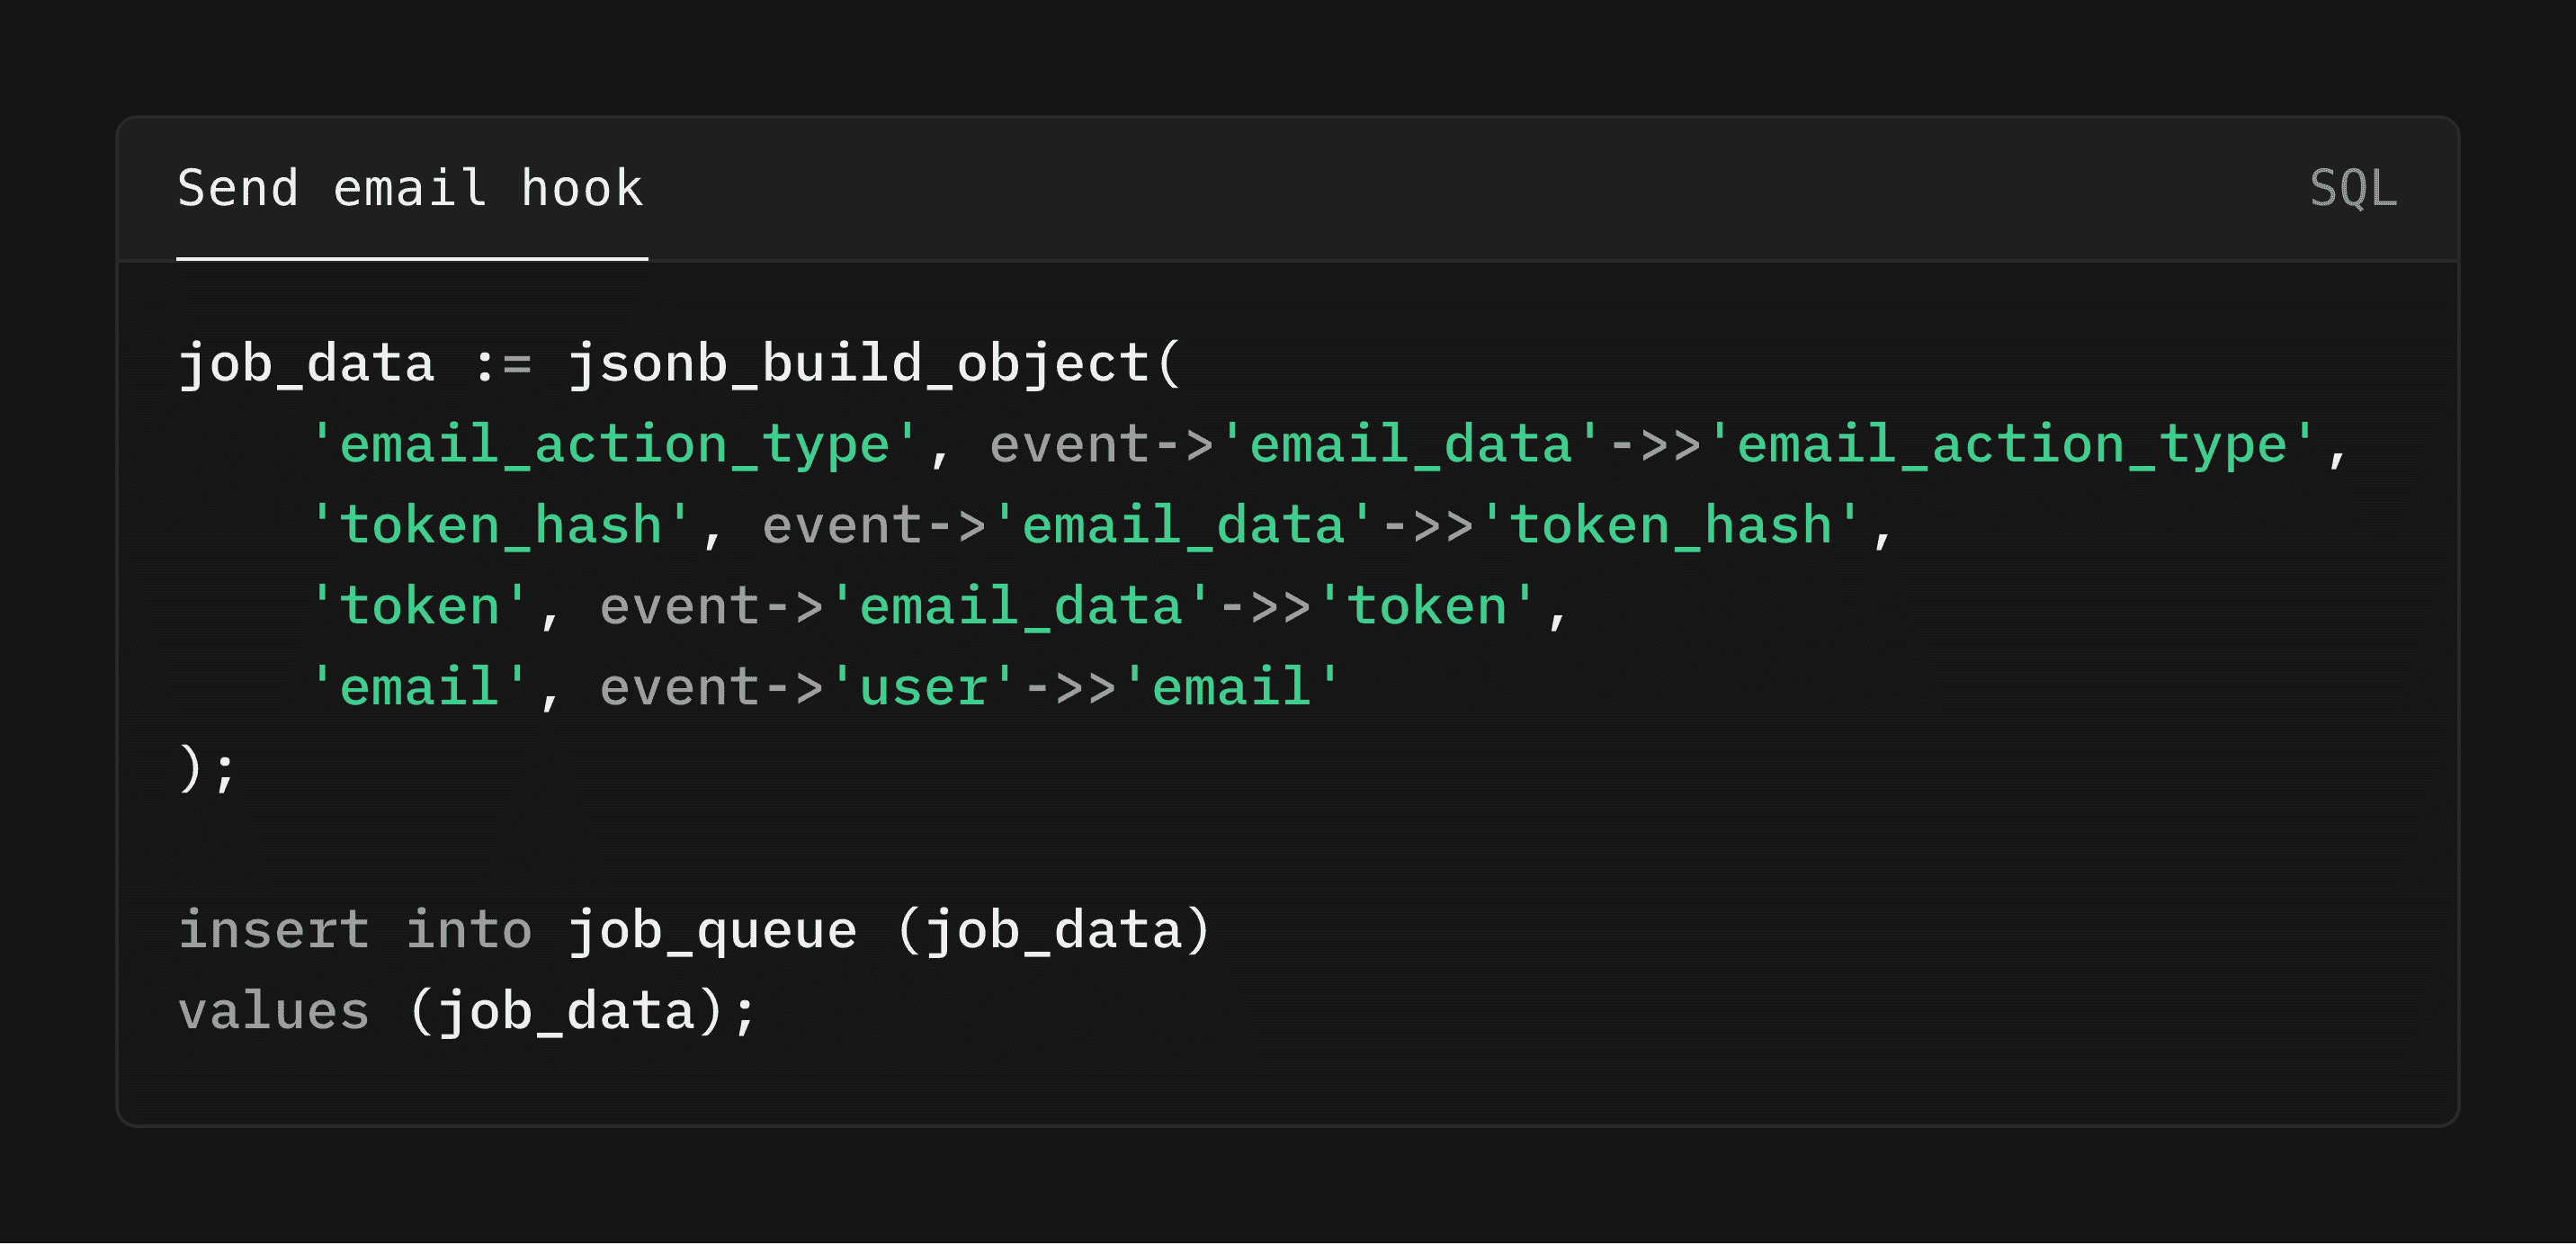 Send email hook
SQL
job_data := jsonb_build_object(
    'email_action_type', event->'email_data'->>'email_action_type',
    'token_hash', event->'email_data'->>'token_hash',
    'token', event->'email_data'->>'token',
    'email', event->'user'->>'email'
);
insert into job_queue (job_data)
values (job_data);